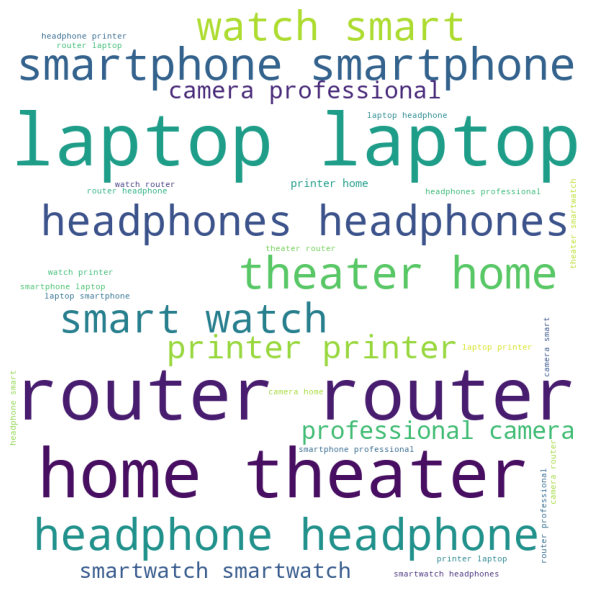 watch smart
headphone printer
router laptop
smartphone smartphone
camera professional
laptop headphone
laptop laptop
watch router
printer home
router headphone
headphones professional
theater smartwatch
headphones headphones
theater router
theater home
watch printer
smartphone laptop
laptop smartphone
smart watch
camera smart
printer printer
laptop printer
headphone smart
router router
camera home
professional camera
smartphone professional
camera router
home theater
router professional
headphone headphone
printer laptop
smartwatch smartwatch
smartwatch headphones